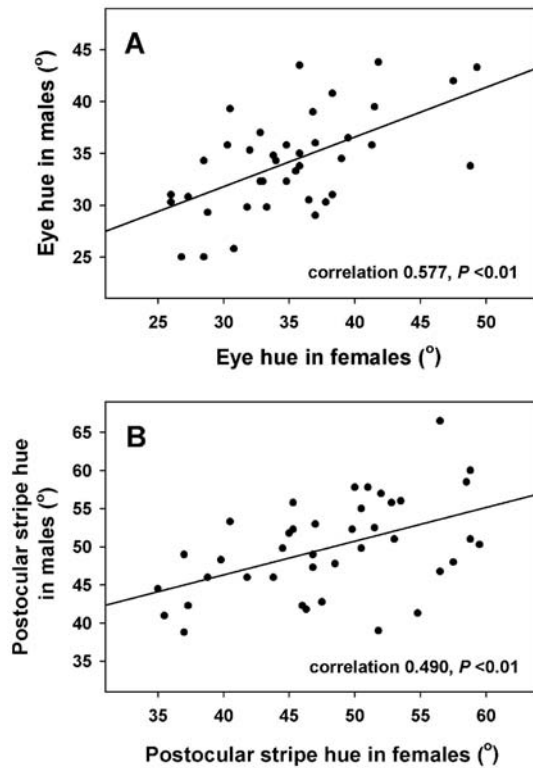 A
Eye hue in males (°)
45
40
35
30
25
correlation 0.577, P <0.01
25 30 35 40 45 50
Eye hue in females (°)
B
Postocular stripe hue
in males (°)
65
60
55
50
45
40
35
correlation 0.490, P <0.01
35 40 45 50 55 60
Postocular stripe hue in females (°)